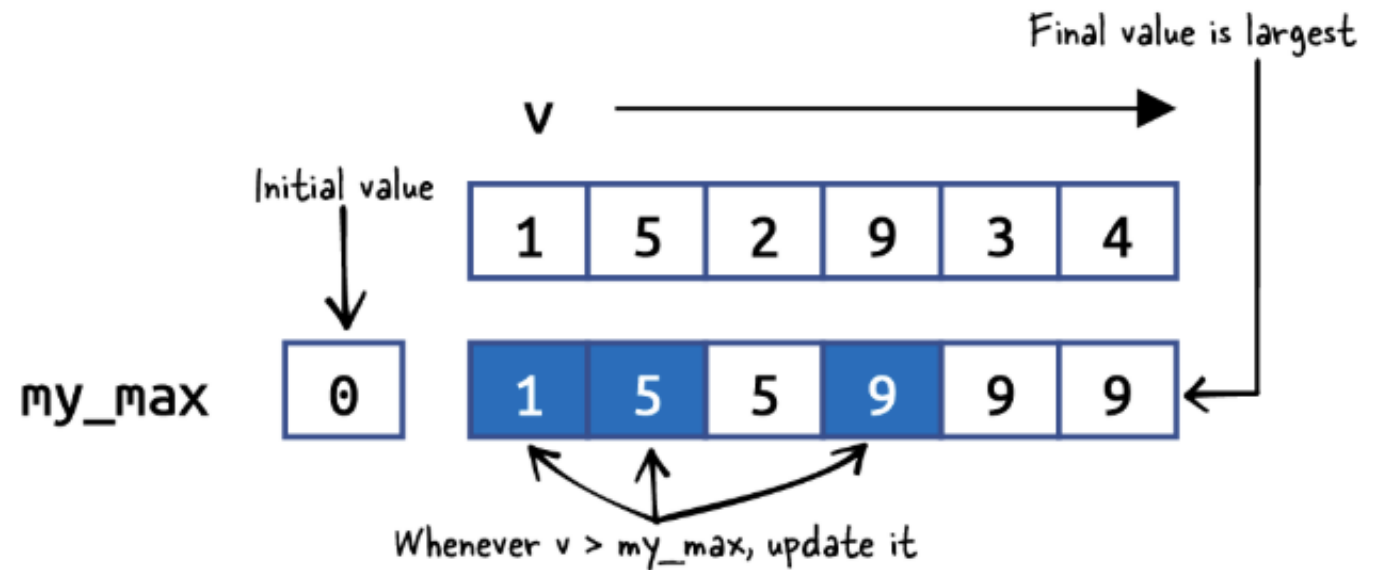 Final value is largest
v
Initial value
1 5 2 9 3 4
my_max 0 1 5 5 9 9 9
Whenever v > my_max, update it